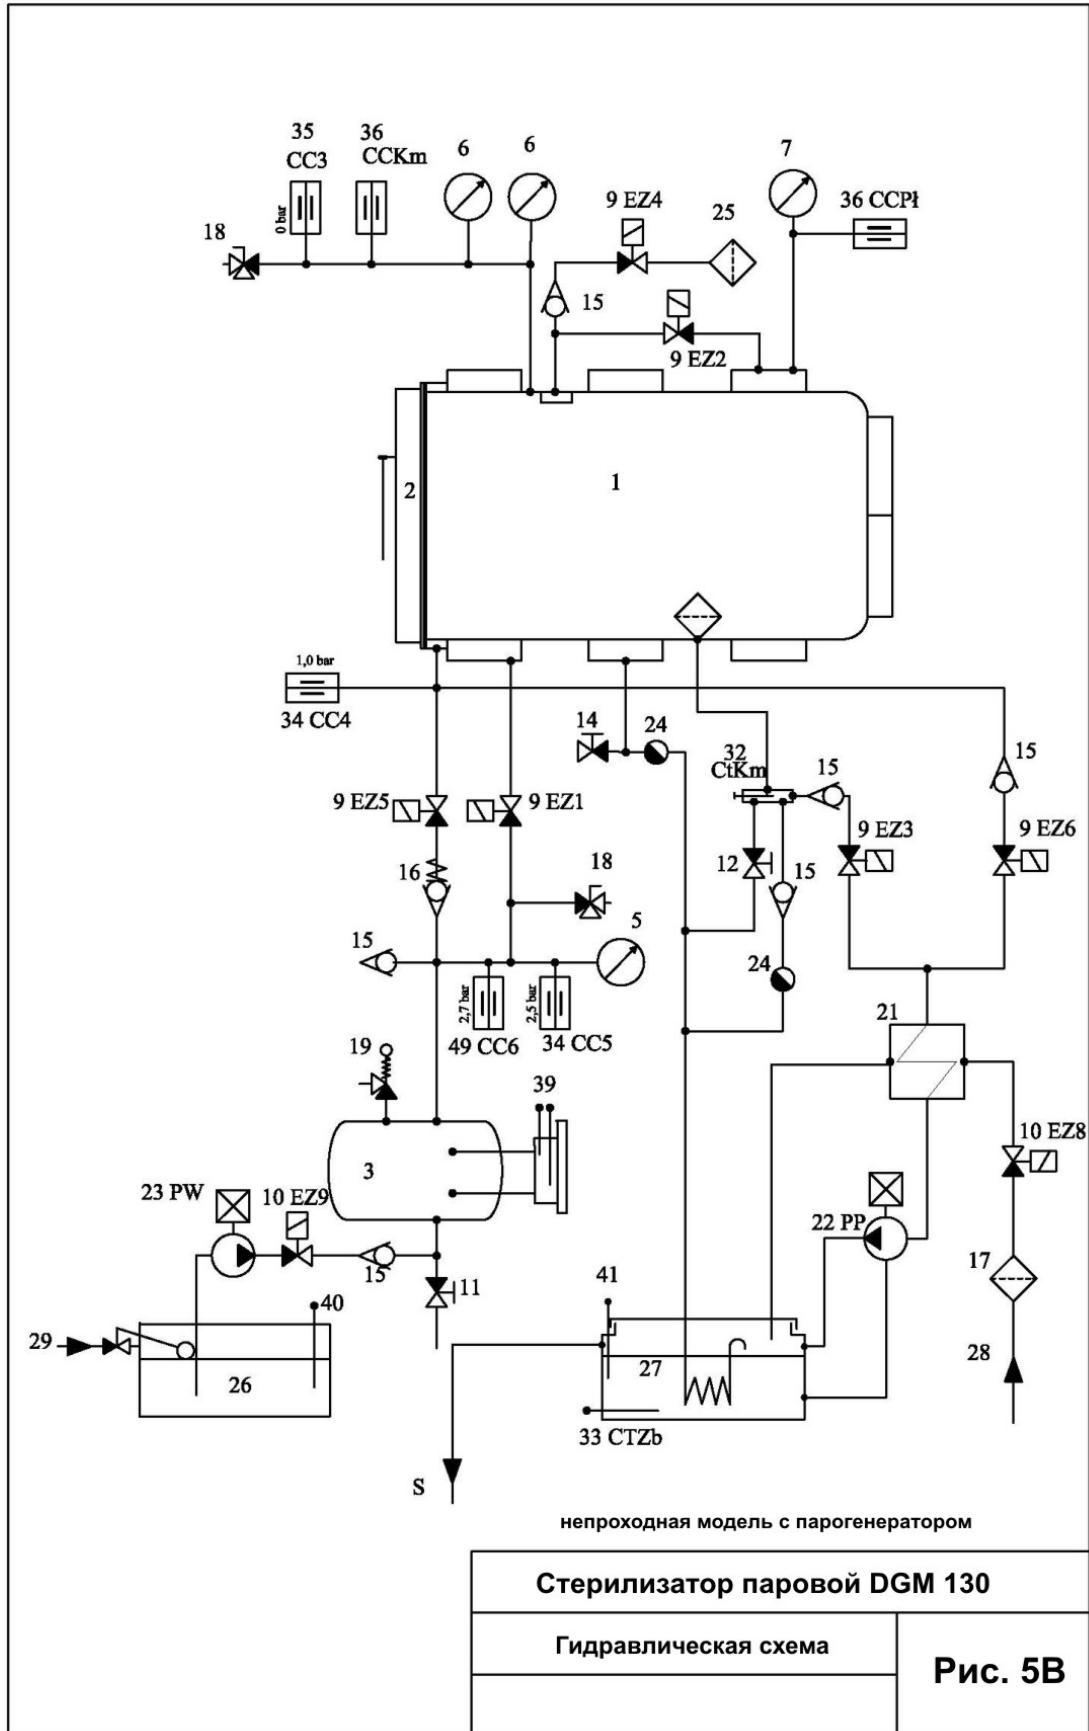 35
CC3
36
CCKm
6
6
7
0 bar
18
9 EZ4
25
36 CCPł
15
9 EZ2
2
1
1,0 bar
34 CC4
14
24
32
CtKm
15
15
9 EZ5
9 EZ1
9 EZ3
9 EZ6
16
12
15
18
5
15
24
2,7 bar
2,5 bar
49 CC6
34 CC5
21
19
39
10 EZ8
3
23 PW
10 EZ9
22 PP
15
11
17
41
40
29
26
27
28
33 CTZb
S
непроходная модель с парогенератором
Стерилизатор паровой DGM 130
Гидравлическая схема
Рис. 5В